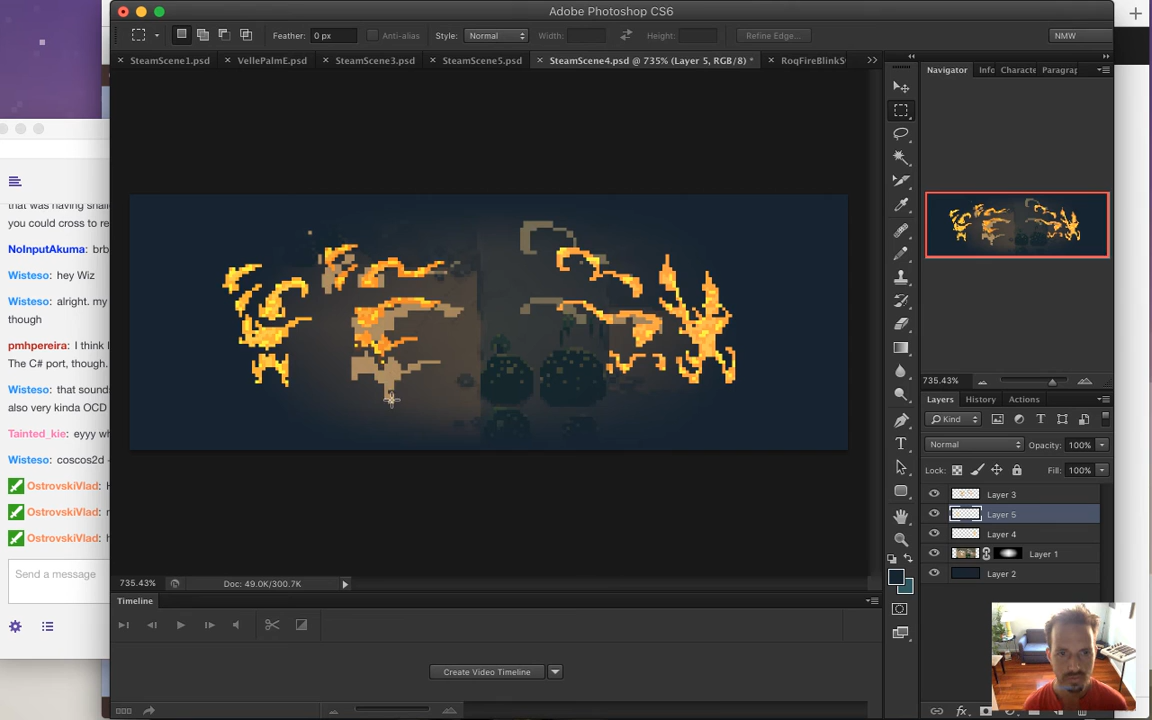 Adobe Photoshop CS6
Feather: 0 px Anti-alias Style: Normal Width: Height: Refine Edge... NMW
SteamScene1.psd VellePalmE.psd SteamScene3.psd SteamScene5.psd SteamScene4.psd @ 735% (Layer 5, RGB/8) * RoqFireBlinkS
Navigator Info Characte Paragrap
that was having
you could cross to re
NoInputAkuma: brb
Wisteso: hey Wiz
Wisteso: alright. my
though
pmhpereira: I think I
The C# port, though.
Wisteso: that sounds
also very kinda OCD
Tainted_kie: eyyy wh
Wisteso: coscos2d -
OstrovskiVlad:
OstrovskiVlad:
OstrovskiVlad:
Send a message
735.43%
Layers History Actions
Kind
Normal Opacity: 100%
Lock: Fill: 100%
Layer 3
Layer 5
Layer 4
Layer 1
Layer 2
735.43% Doc: 49.0K/300.7K
Timeline
Create Video Timeline
fx